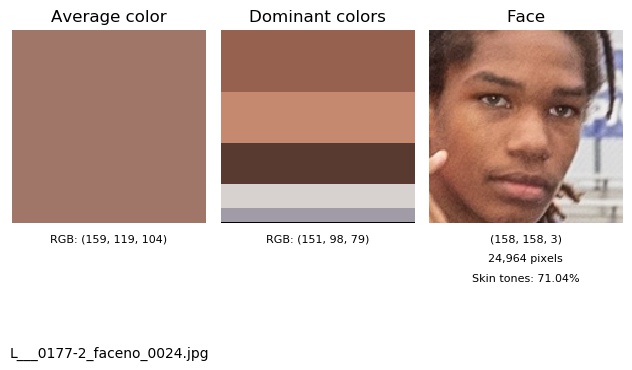 Average color
Dominant colors
Face
RGB: (159, 119, 104)
RGB: (151, 98, 79)
(158, 158, 3)
24,964 pixels
Skin tones: 71.04%
L___0177-2_faceno_0024.jpg